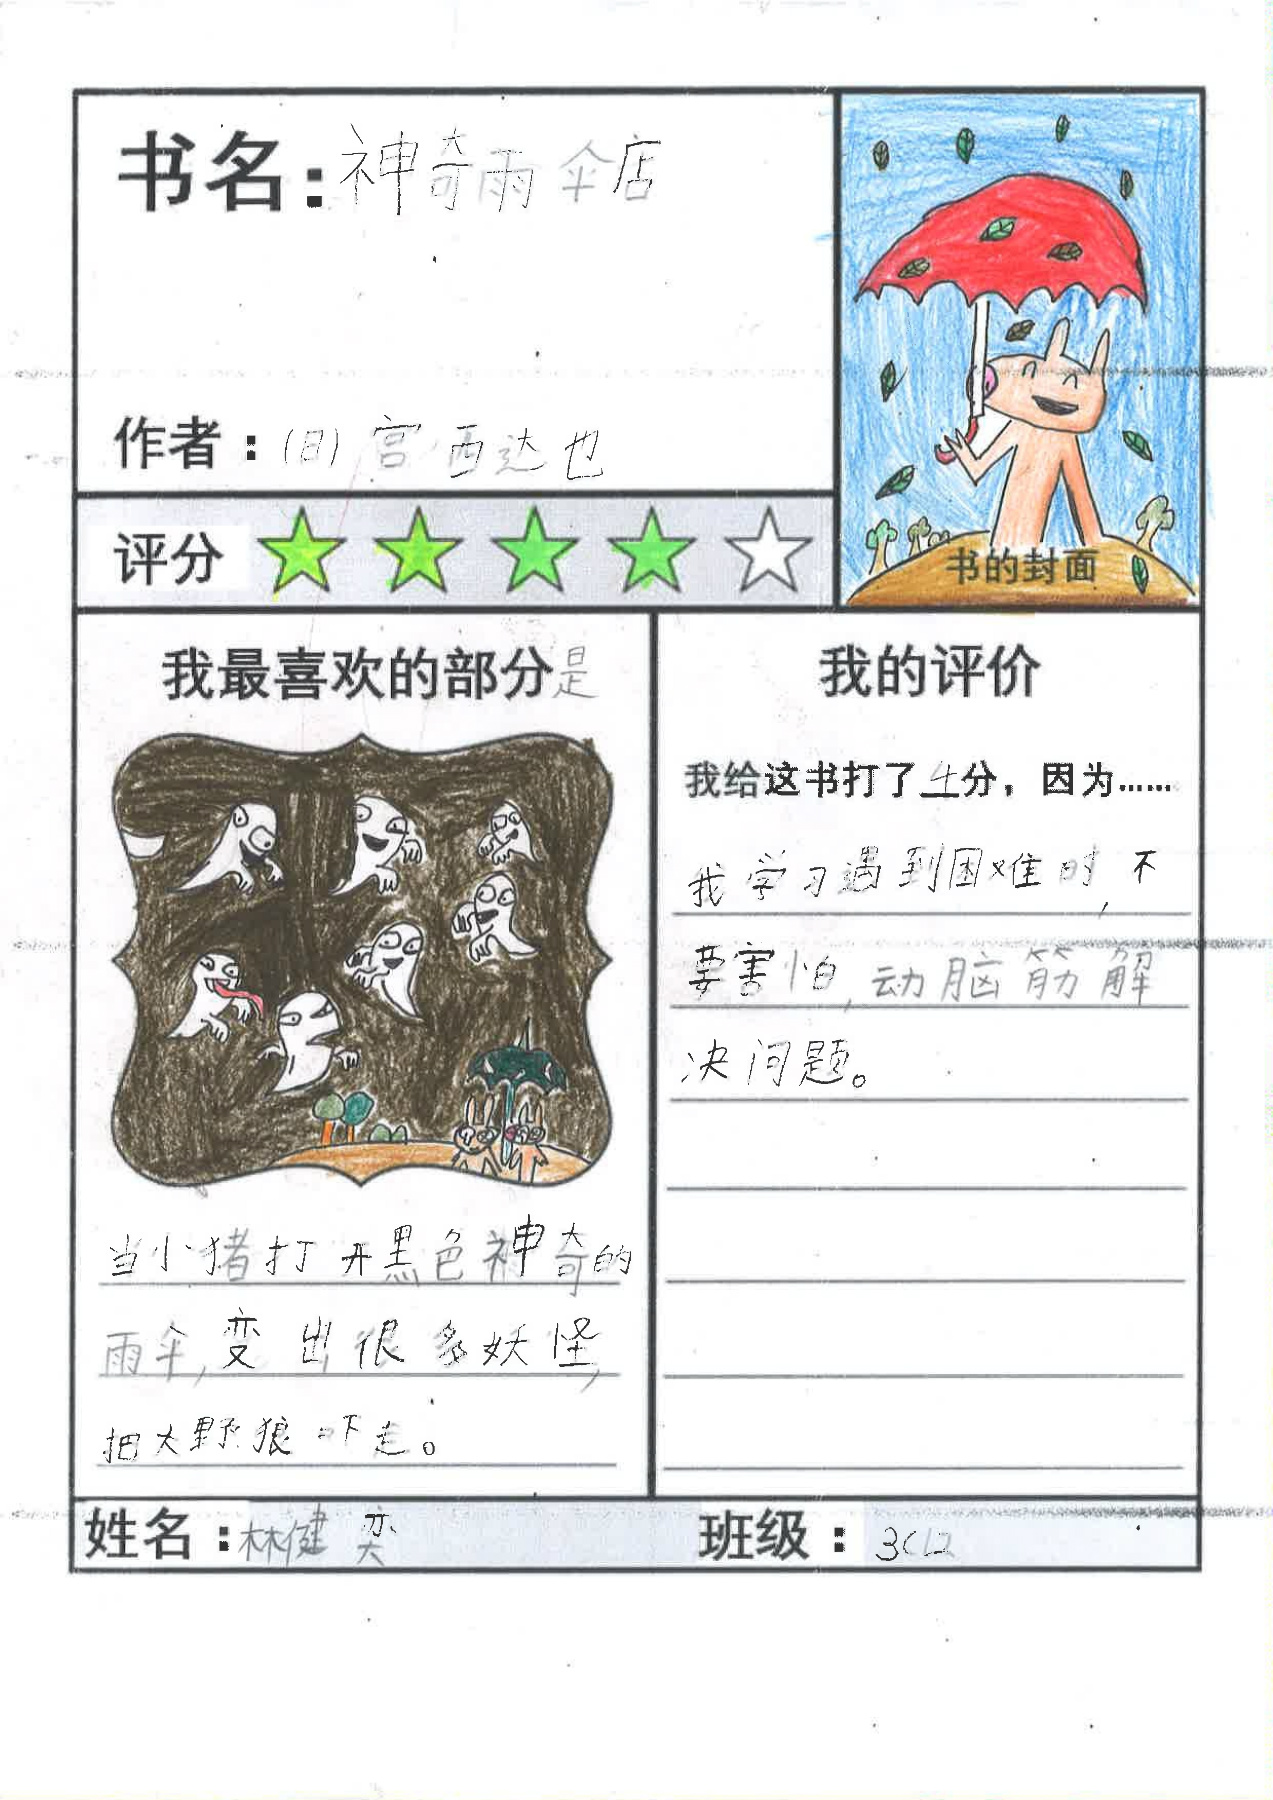 书名：神奇雨伞店
作者：(日)宫西达也
评分
书的封面
我最喜欢的部分是
当小猪打开黑色神奇的
雨伞,变出很多妖怪,
把大野狼吓走。
我的评价
我给这书打了4分，因为……
我学习遇到困难时,不
要害怕,动脑筋解
决问题。
姓名：林健奕
班级：